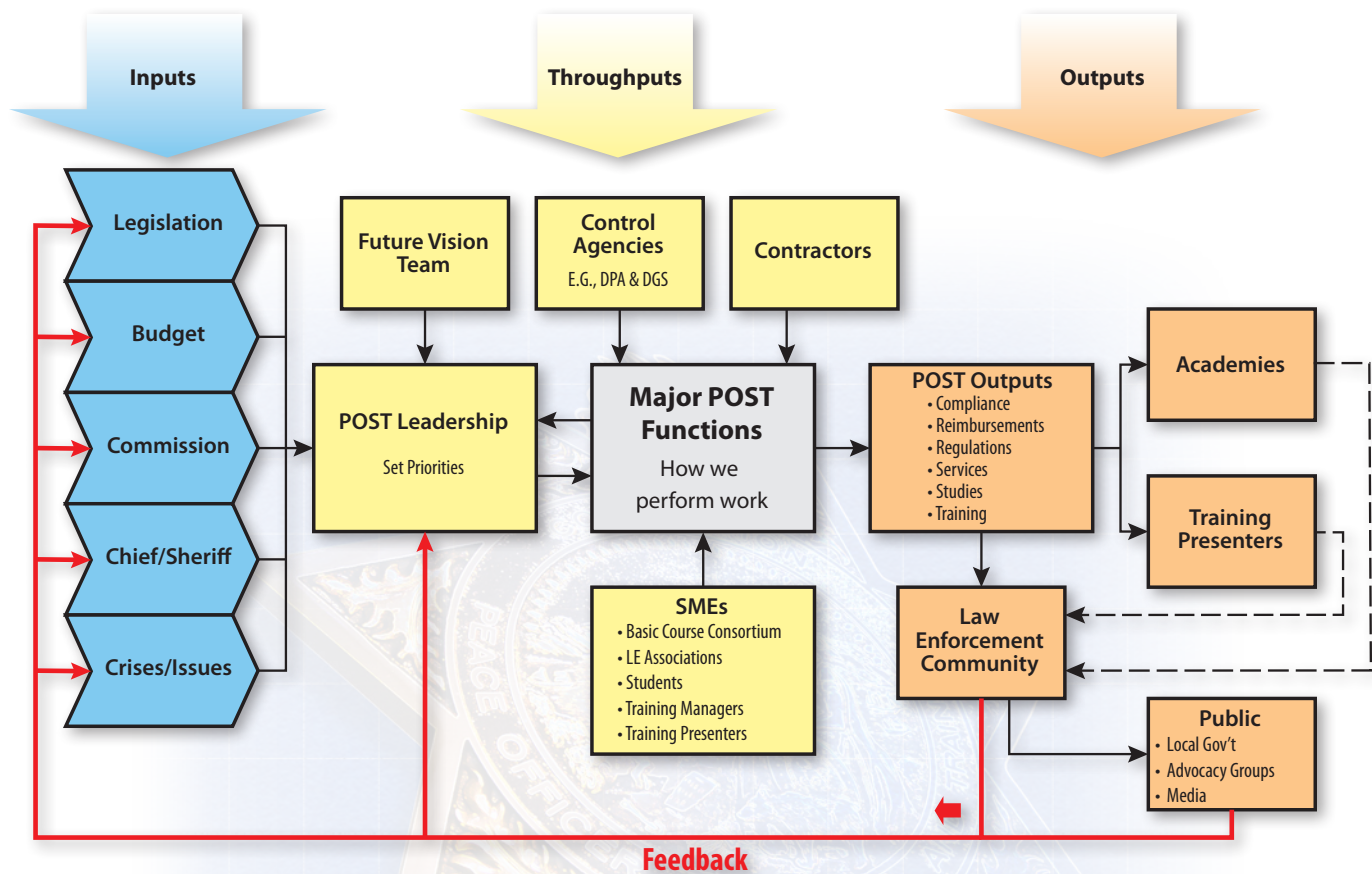 Inputs
Throughputs
Outputs
Legislation
Budget
Commission
Chief/Sheriff
Crises/Issues
Future Vision
Team
Control
Agencies
E.G., DPA & DGS
Contractors
POST Leadership
Set Priorities
Major POST
Functions
How we
perform work
SMEs
• Basic Course Consortium
• LE Associations
• Students
• Training Managers
• Training Presenters
POST Outputs
• Compliance
• Reimbursements
• Regulations
• Services
• Studies
• Training
Academies
Training
Presenters
Law
Enforcement
Community
Public
• Local Gov't
• Advocacy Groups
• Media
Feedback
PEACE OFFICER